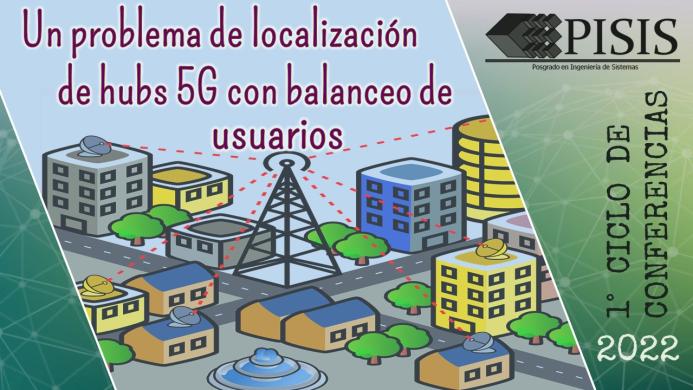 Un problema de localización
de hubs 5G con balanceo de
usuarios
PISIS
Posgrado en Ingeniería de Sistemas
1° CICLO DE
CONFERENCIAS
2022